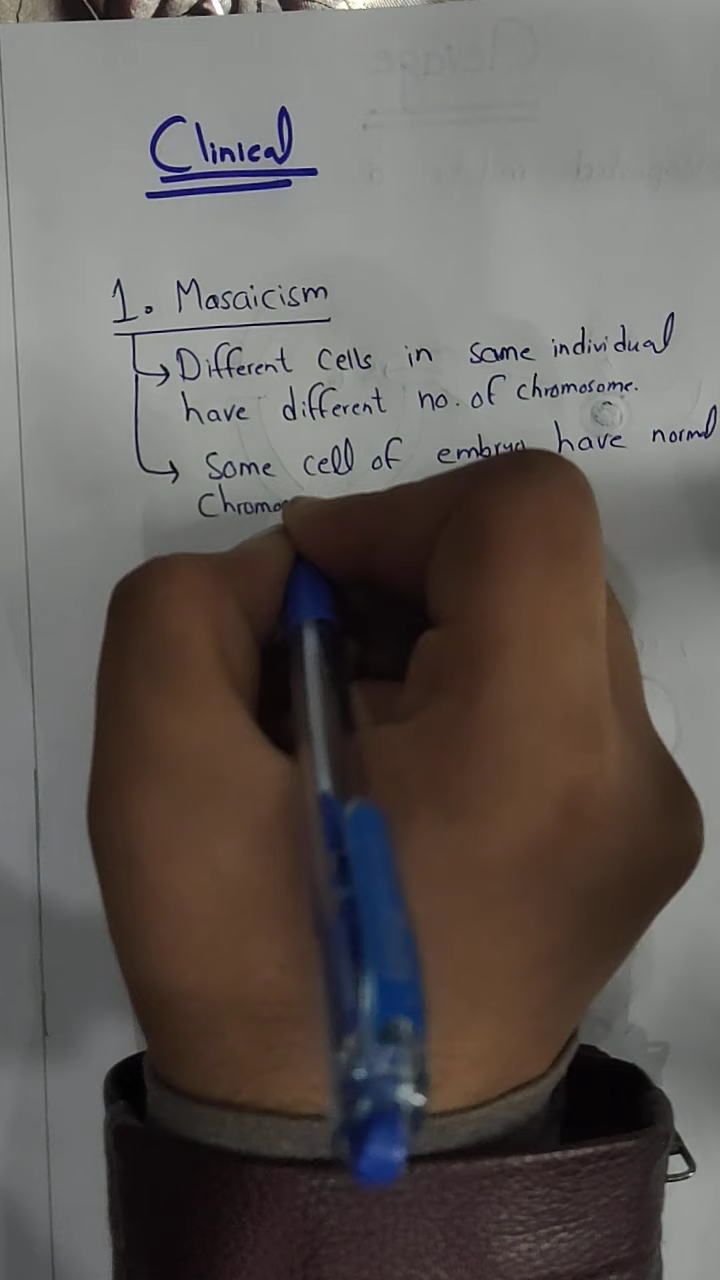 Clinical
1. Masaicism
Different cells in same individual
have different no. of chromosome.
Some cell of embryo have normal
Chromo